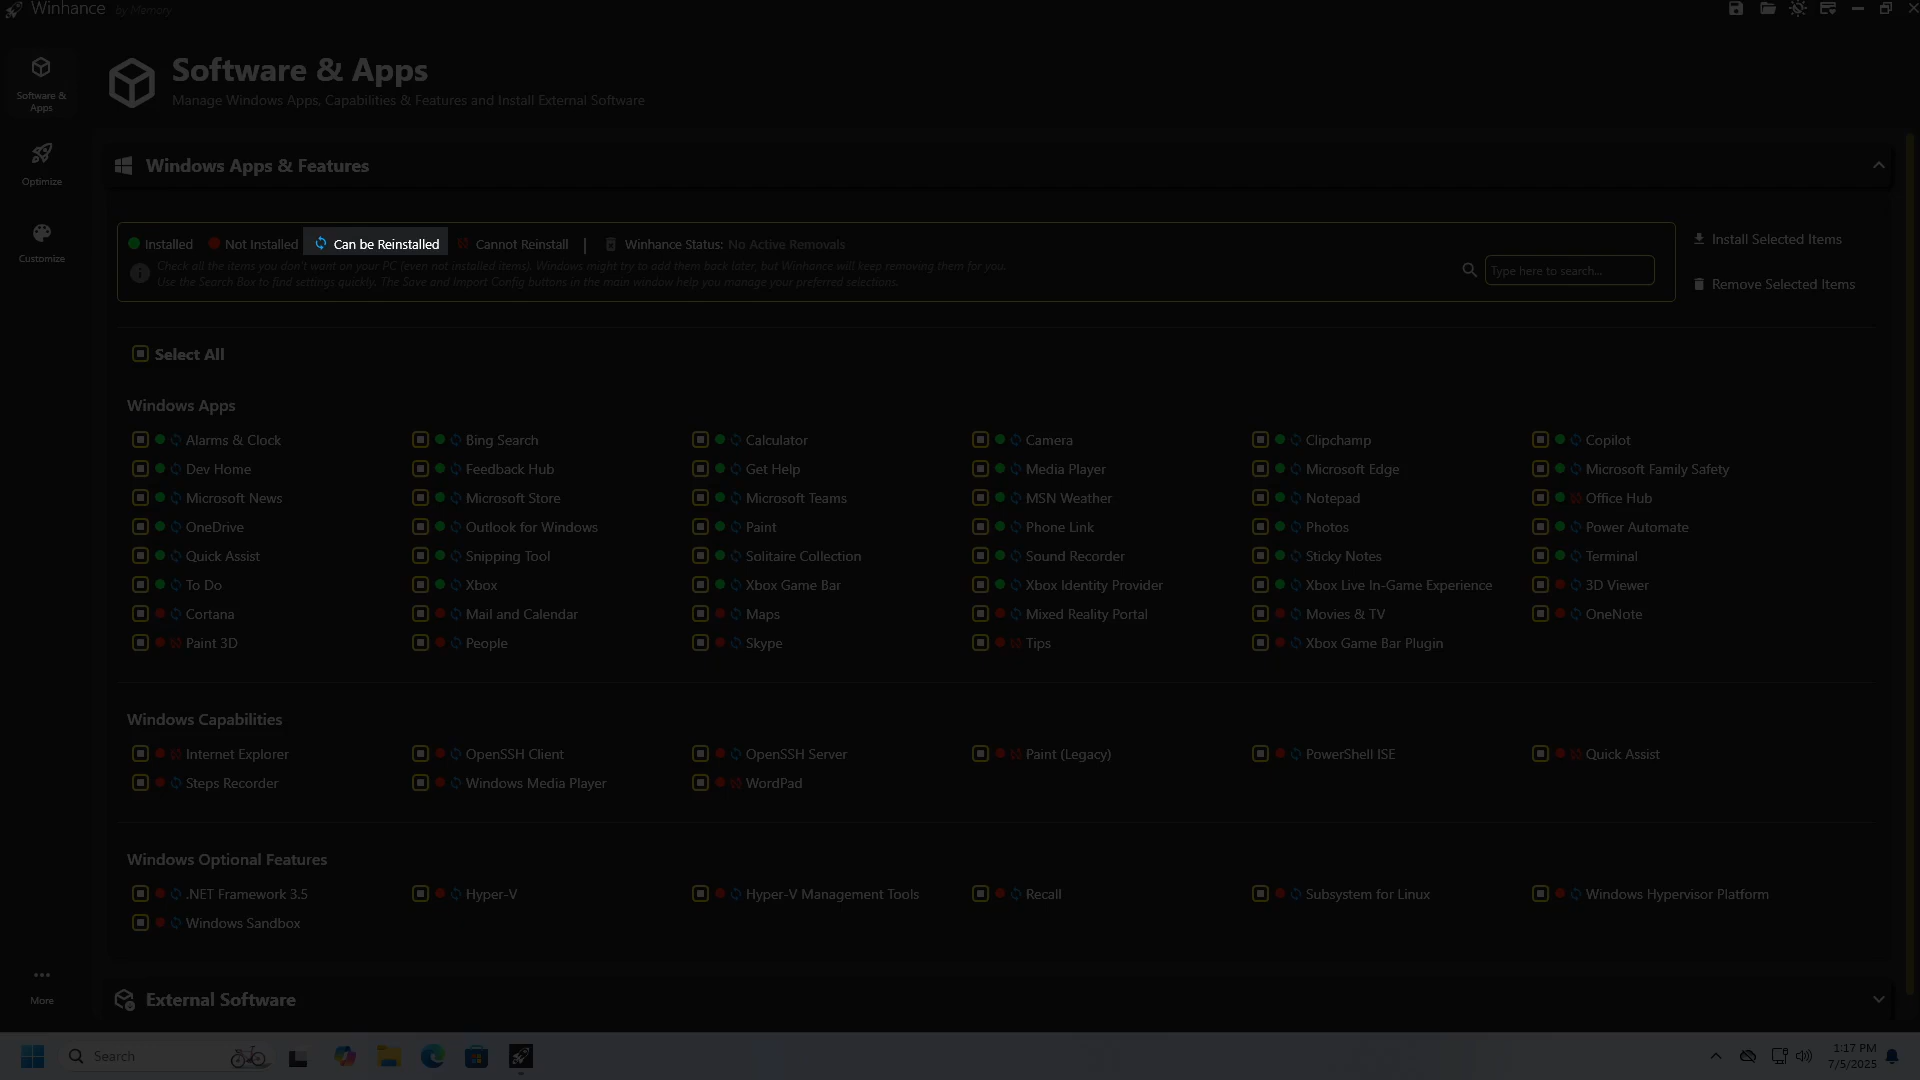 Winhance by Memory
Software & Apps
Manage Windows Apps, Capabilities & Features and Install External Software
Software &
Apps
Optimize
Customize
More
Windows Apps & Features
Installed Not Installed Can be Reinstalled Cannot Reinstall | Winhance Status: No Active Removals
Check all the items you don't want on your PC (even not installed items). Windows might try to add them back later, but Winhance will keep removing them for you.
Use the Search Box to find settings quickly. The Save and Import Config buttons in the main window help you manage your preferred selections.
Type here to search...
Install Selected Items
Remove Selected Items
Select All
Windows Apps
Alarms & Clock Bing Search Calculator Camera Clipchamp Copilot
Dev Home Feedback Hub Get Help Media Player Microsoft Edge Microsoft Family Safety
Microsoft News Microsoft Store Microsoft Teams MSN Weather Notepad Office Hub
OneDrive Outlook for Windows Paint Phone Link Photos Power Automate
Quick Assist Snipping Tool Solitaire Collection Sound Recorder Sticky Notes Terminal
To Do Xbox Xbox Game Bar Xbox Identity Provider Xbox Live In-Game Experience 3D Viewer
Cortana Mail and Calendar Maps Mixed Reality Portal Movies & TV OneNote
Paint 3D People Skype Tips Xbox Game Bar Plugin
Windows Capabilities
Internet Explorer OpenSSH Client OpenSSH Server Paint (Legacy) PowerShell ISE Quick Assist
Steps Recorder Windows Media Player WordPad
Windows Optional Features
.NET Framework 3.5 Hyper-V Hyper-V Management Tools Recall Subsystem for Linux Windows Hypervisor Platform
Windows Sandbox
External Software
Search
1:17 PM
7/5/2025